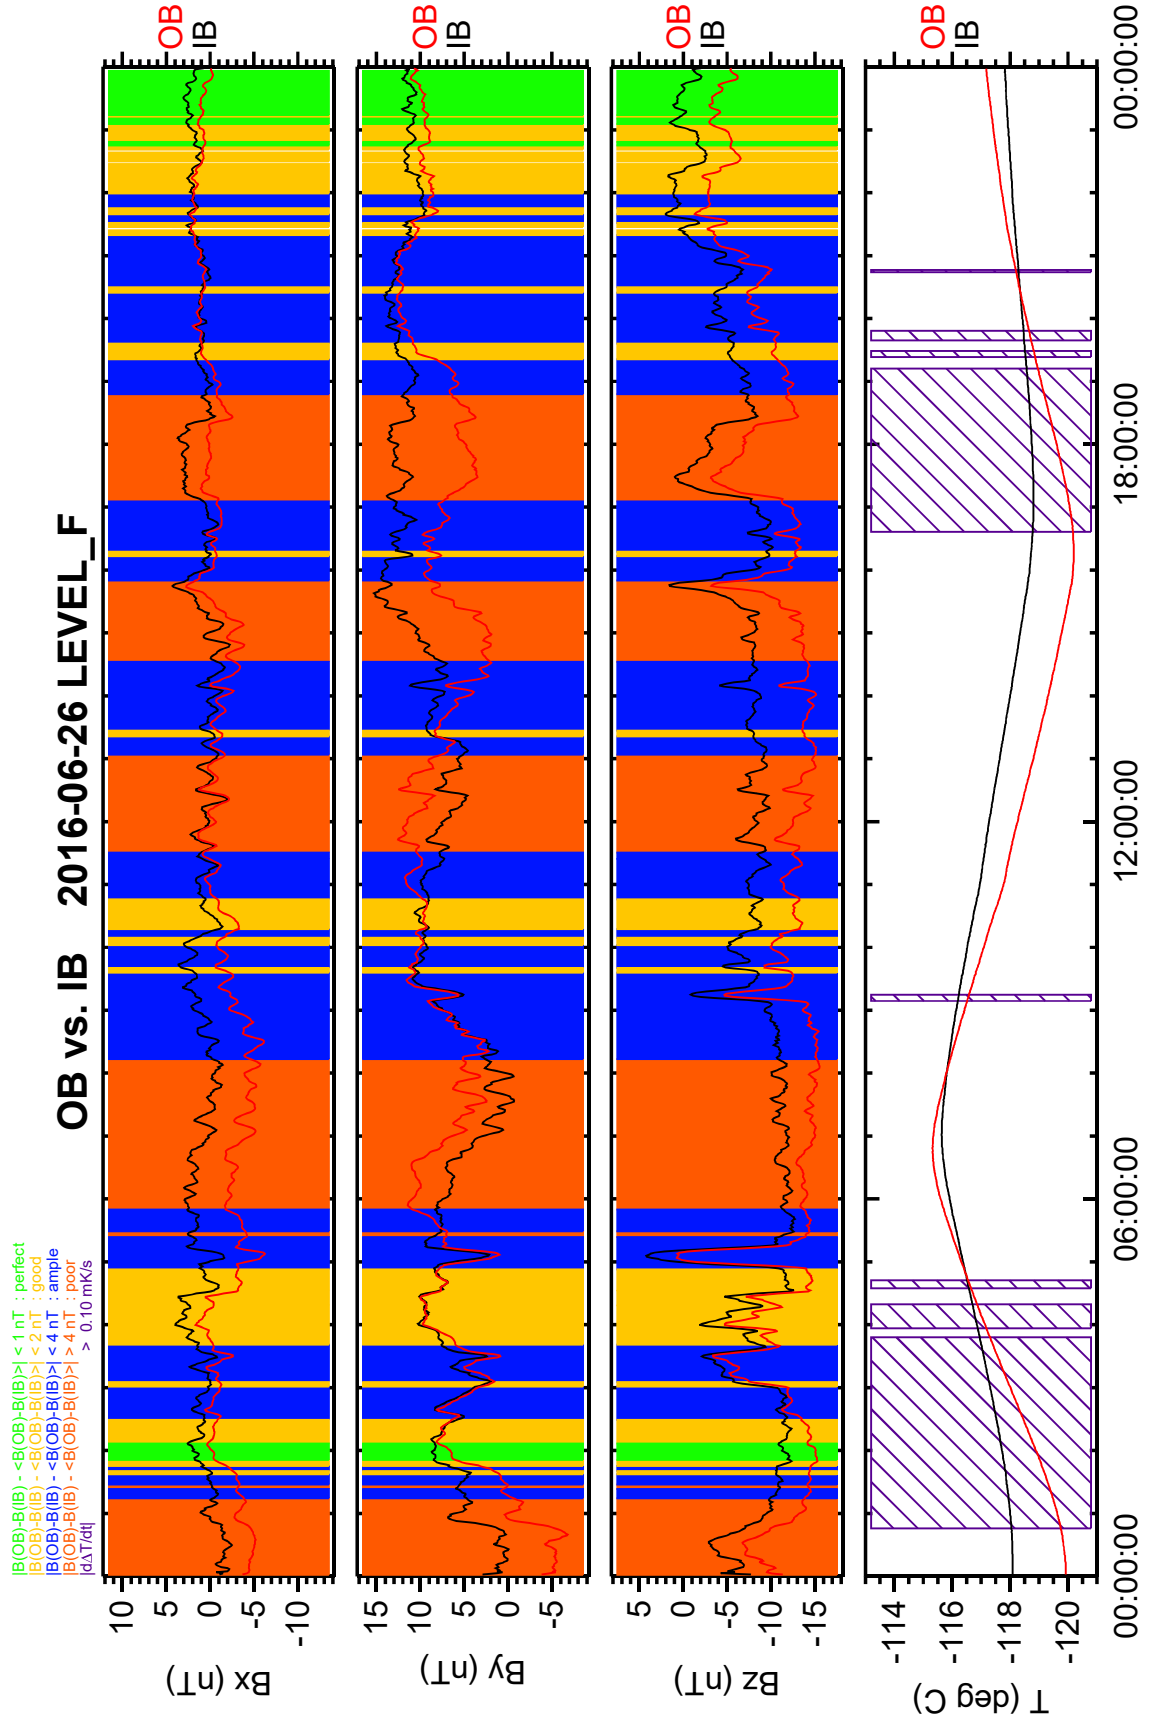 |B(OB)-B(IB) - <B(OB)-B(IB)>| < 1 nT : perfect
|B(OB)-B(IB) - <B(OB)-B(IB)>| < 2 nT : good
|B(OB)-B(IB) - <B(OB)-B(IB)>| < 4 nT : ample
|B(OB)-B(IB) - <B(OB)-B(IB)>| > 4 nT : poor
|dΔT/dt| > 0.10 mK/s
OB vs. IB 2016-06-26 LEVEL_F
Bx (nT)
10
5
0
-5
-10
OB
IB
By (nT)
15
10
5
0
-5
OB
IB
Bz (nT)
5
0
-5
-10
-15
OB
IB
T (deg C)
-114
-116
-118
-120
OB
IB
00:00:00 06:00:00 12:00:00 18:00:00 00:00:00